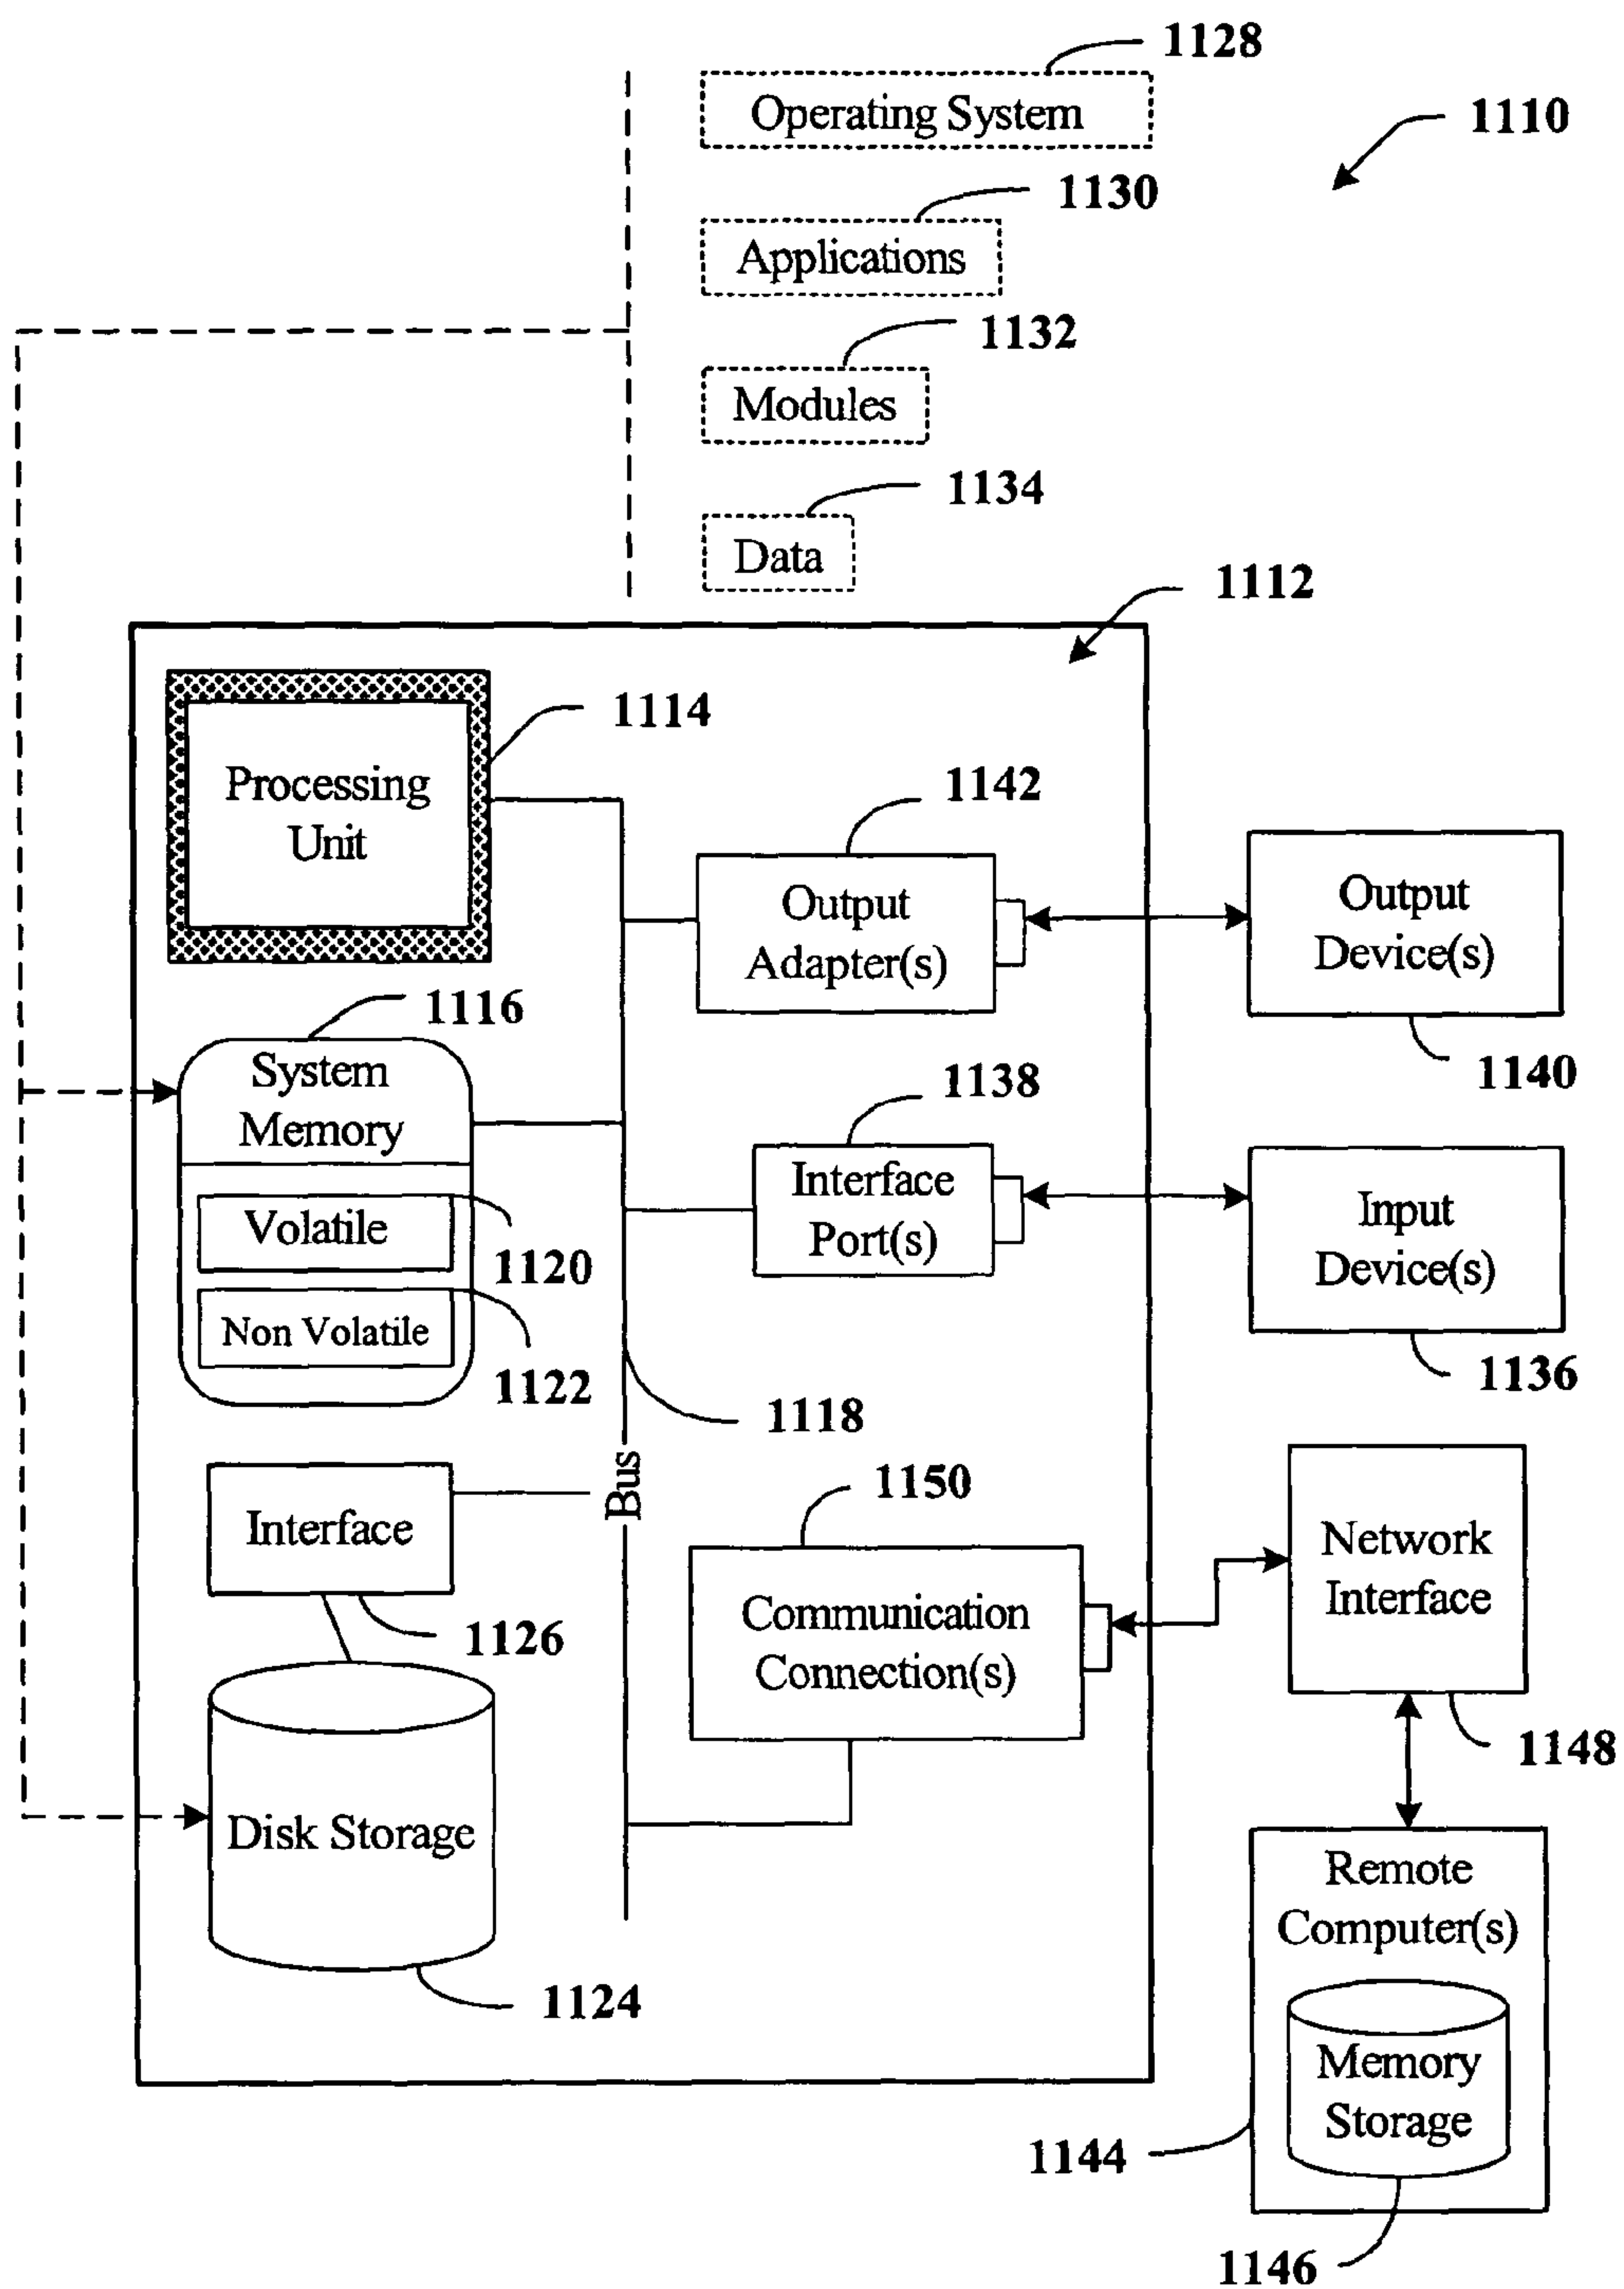 1128
Operating System
1110
1130
Applications
1132
Modules
1134
Data
1112
1114
Processing
Unit
1142
Output
Adapter(s)
Output
Device(s)
1140
1116
System
Memory
Volatile
1120
Non Volatile
1122
1138
Interface
Port(s)
Input
Device(s)
1136
1118
Bus
Interface
1126
1150
Communication
Connection(s)
Network
Interface
1148
Disk Storage
1124
Remote
Computer(s)
Memory
Storage
1144
1146